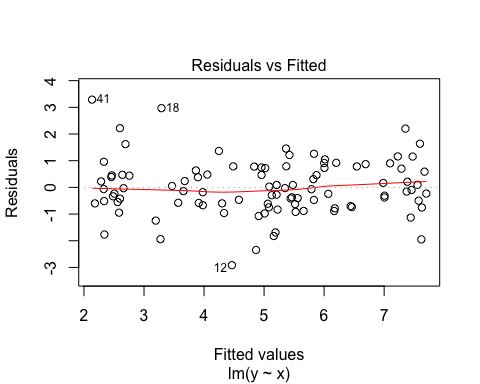 Residuals vs Fitted
4
3
2
1
0
-1
-3
Residuals
41
18
12
2 3 4 5 6 7
Fitted values
lm(y ~ x)